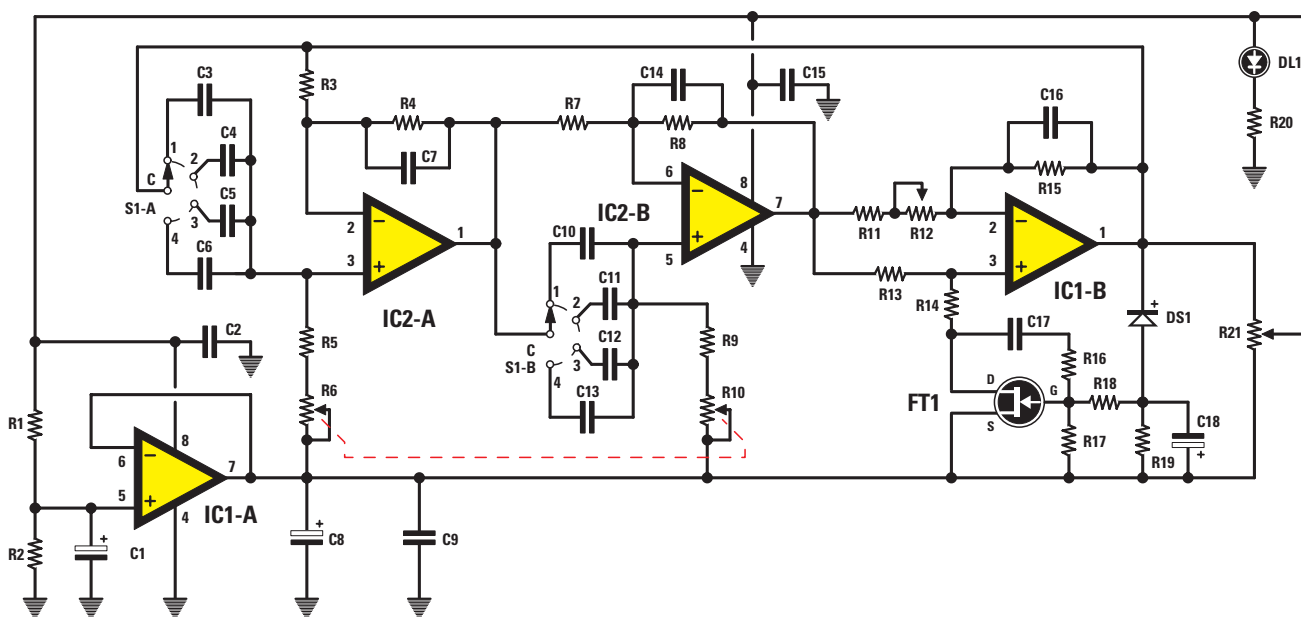 C3
R3
C4
1
2
C
S1-A
C5
3
4
C6
R4
C7
R7
C14
R8
C15
C16
R15
DL1
R20
2
3
1
IC2-A
6
5
8
7
4
IC2-B
R11
R12
2
3
1
IC1-B
R13
R14
C10
1
2
C11
C
S1-B
C12
3
4
C13
R9
R10
C17
R16
D
G
S
FT1
R18
R17
R19
DS1
+
C18
+
R21
C2
R5
R6
R1
R2
6
5
8
7
4
IC1-A
+
C1
+
C8
C9